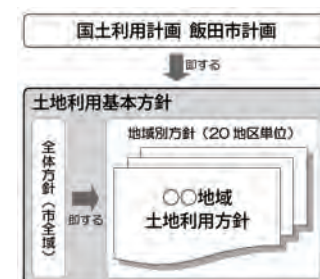 国土利用計画 飯田市計画
即する
土地利用基本方針
全体方針（市全域）
即する
地域別方針（20地区単位）
○○地域
土地利用方針